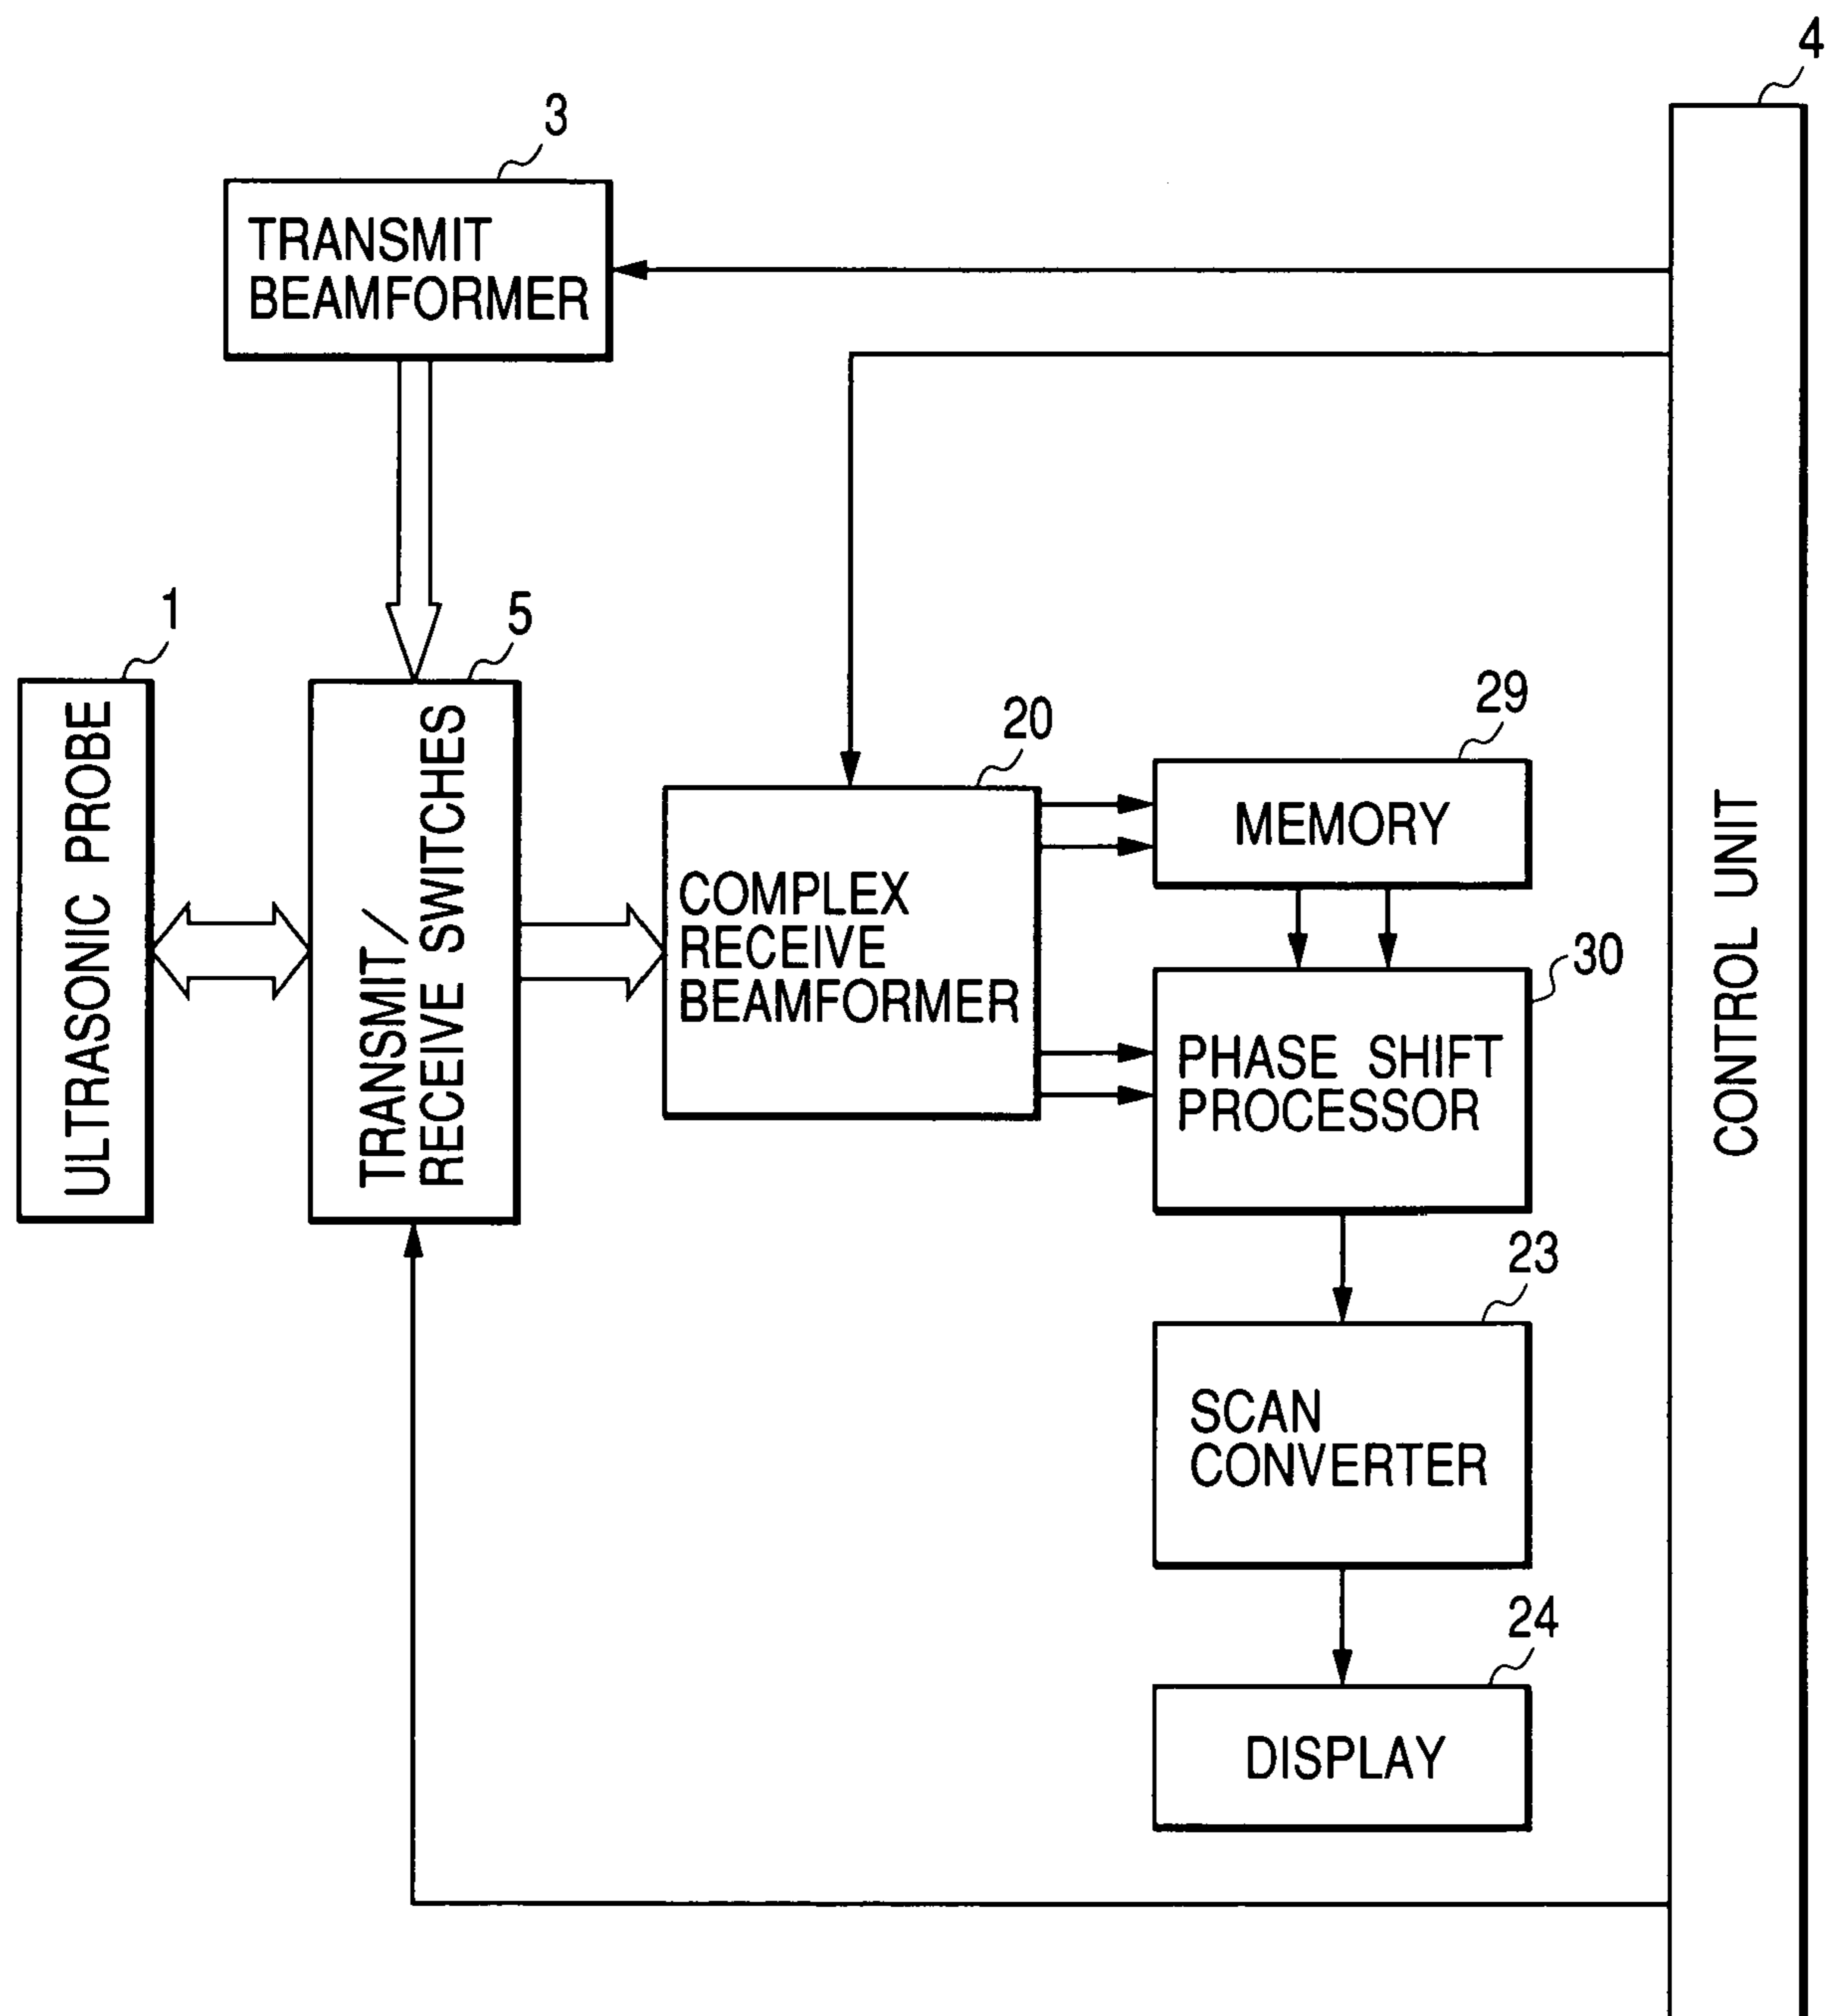 4
3
TRANSMIT
BEAMFORMER
1
ULTRASONIC PROBE
5
TRANSMIT/
RECEIVE SWITCHES
20
COMPLEX
RECEIVE
BEAMFORMER
29
MEMORY
30
PHASE SHIFT
PROCESSOR
CONTROL UNIT
23
SCAN
CONVERTER
24
DISPLAY